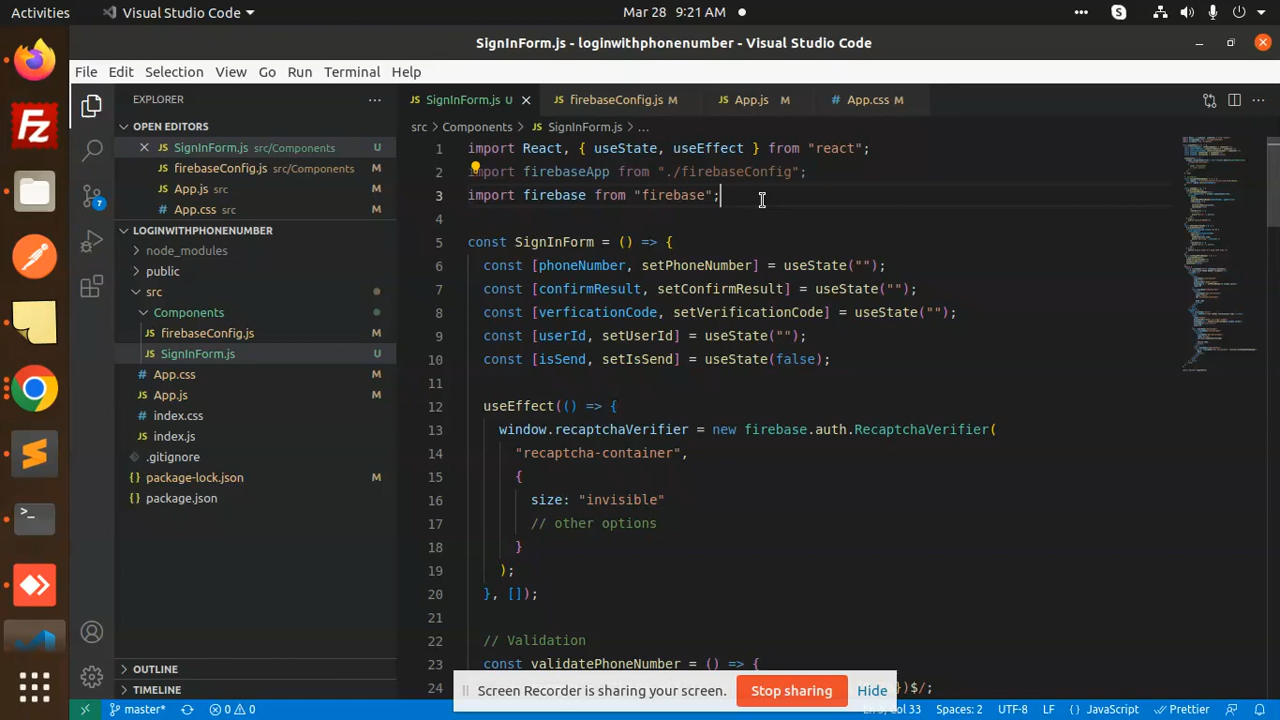 Activities
Visual Studio Code
Mar 28 9:21 AM
SignInForm.js - loginwithphonenumber - Visual Studio Code
File Edit Selection View Go Run Terminal Help
EXPLORER
OPEN EDITORS
SignInForm.js src/Components U
firebaseConfig.js src/Components M
App.js src M
App.css src M
LOGINWITHPHONENUMBER
node_modules
public
src
Components
firebaseConfig.js M
SignInForm.js U
App.css M
App.js M
index.css
index.js
.gitignore
package-lock.json M
package.json
OUTLINE
TIMELINE
7
SignInForm.js U
firebaseConfig.js M
App.js M
App.css M
src > Components > SignInForm.js > ...
1 import React, { useState, useEffect } from "react";
2 import firebaseApp from "./firebaseConfig";
3 import firebase from "firebase";
4
5 const SignInForm = () => {
6 const [phoneNumber, setPhoneNumber] = useState("");
7 const [confirmResult, setConfirmResult] = useState("");
8 const [verficationCode, setVerificationCode] = useState("");
9 const [userId, setUserId] = useState("");
10 const [isSend, setIsSend] = useState(false);
11
12 useEffect(() => {
13 window.recaptchaVerifier = new firebase.auth.RecaptchaVerifier(
14 "recaptcha-container",
15 {
16 size: "invisible"
17 // other options
18 }
19 );
20 }, []);
21
22 // Validation
23 const validatePhoneNumber = () => {
24 )$/;
Screen Recorder is sharing your screen.
Stop sharing
Hide
master*
0 0
Ln 3, Col 33
Spaces: 2
UTF-8
LF
JavaScript
Prettier